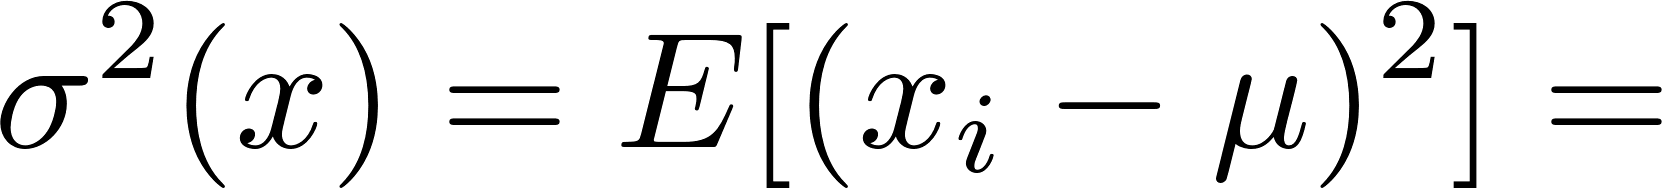 σ²(x) = E[(xᵢ − μ)²] =